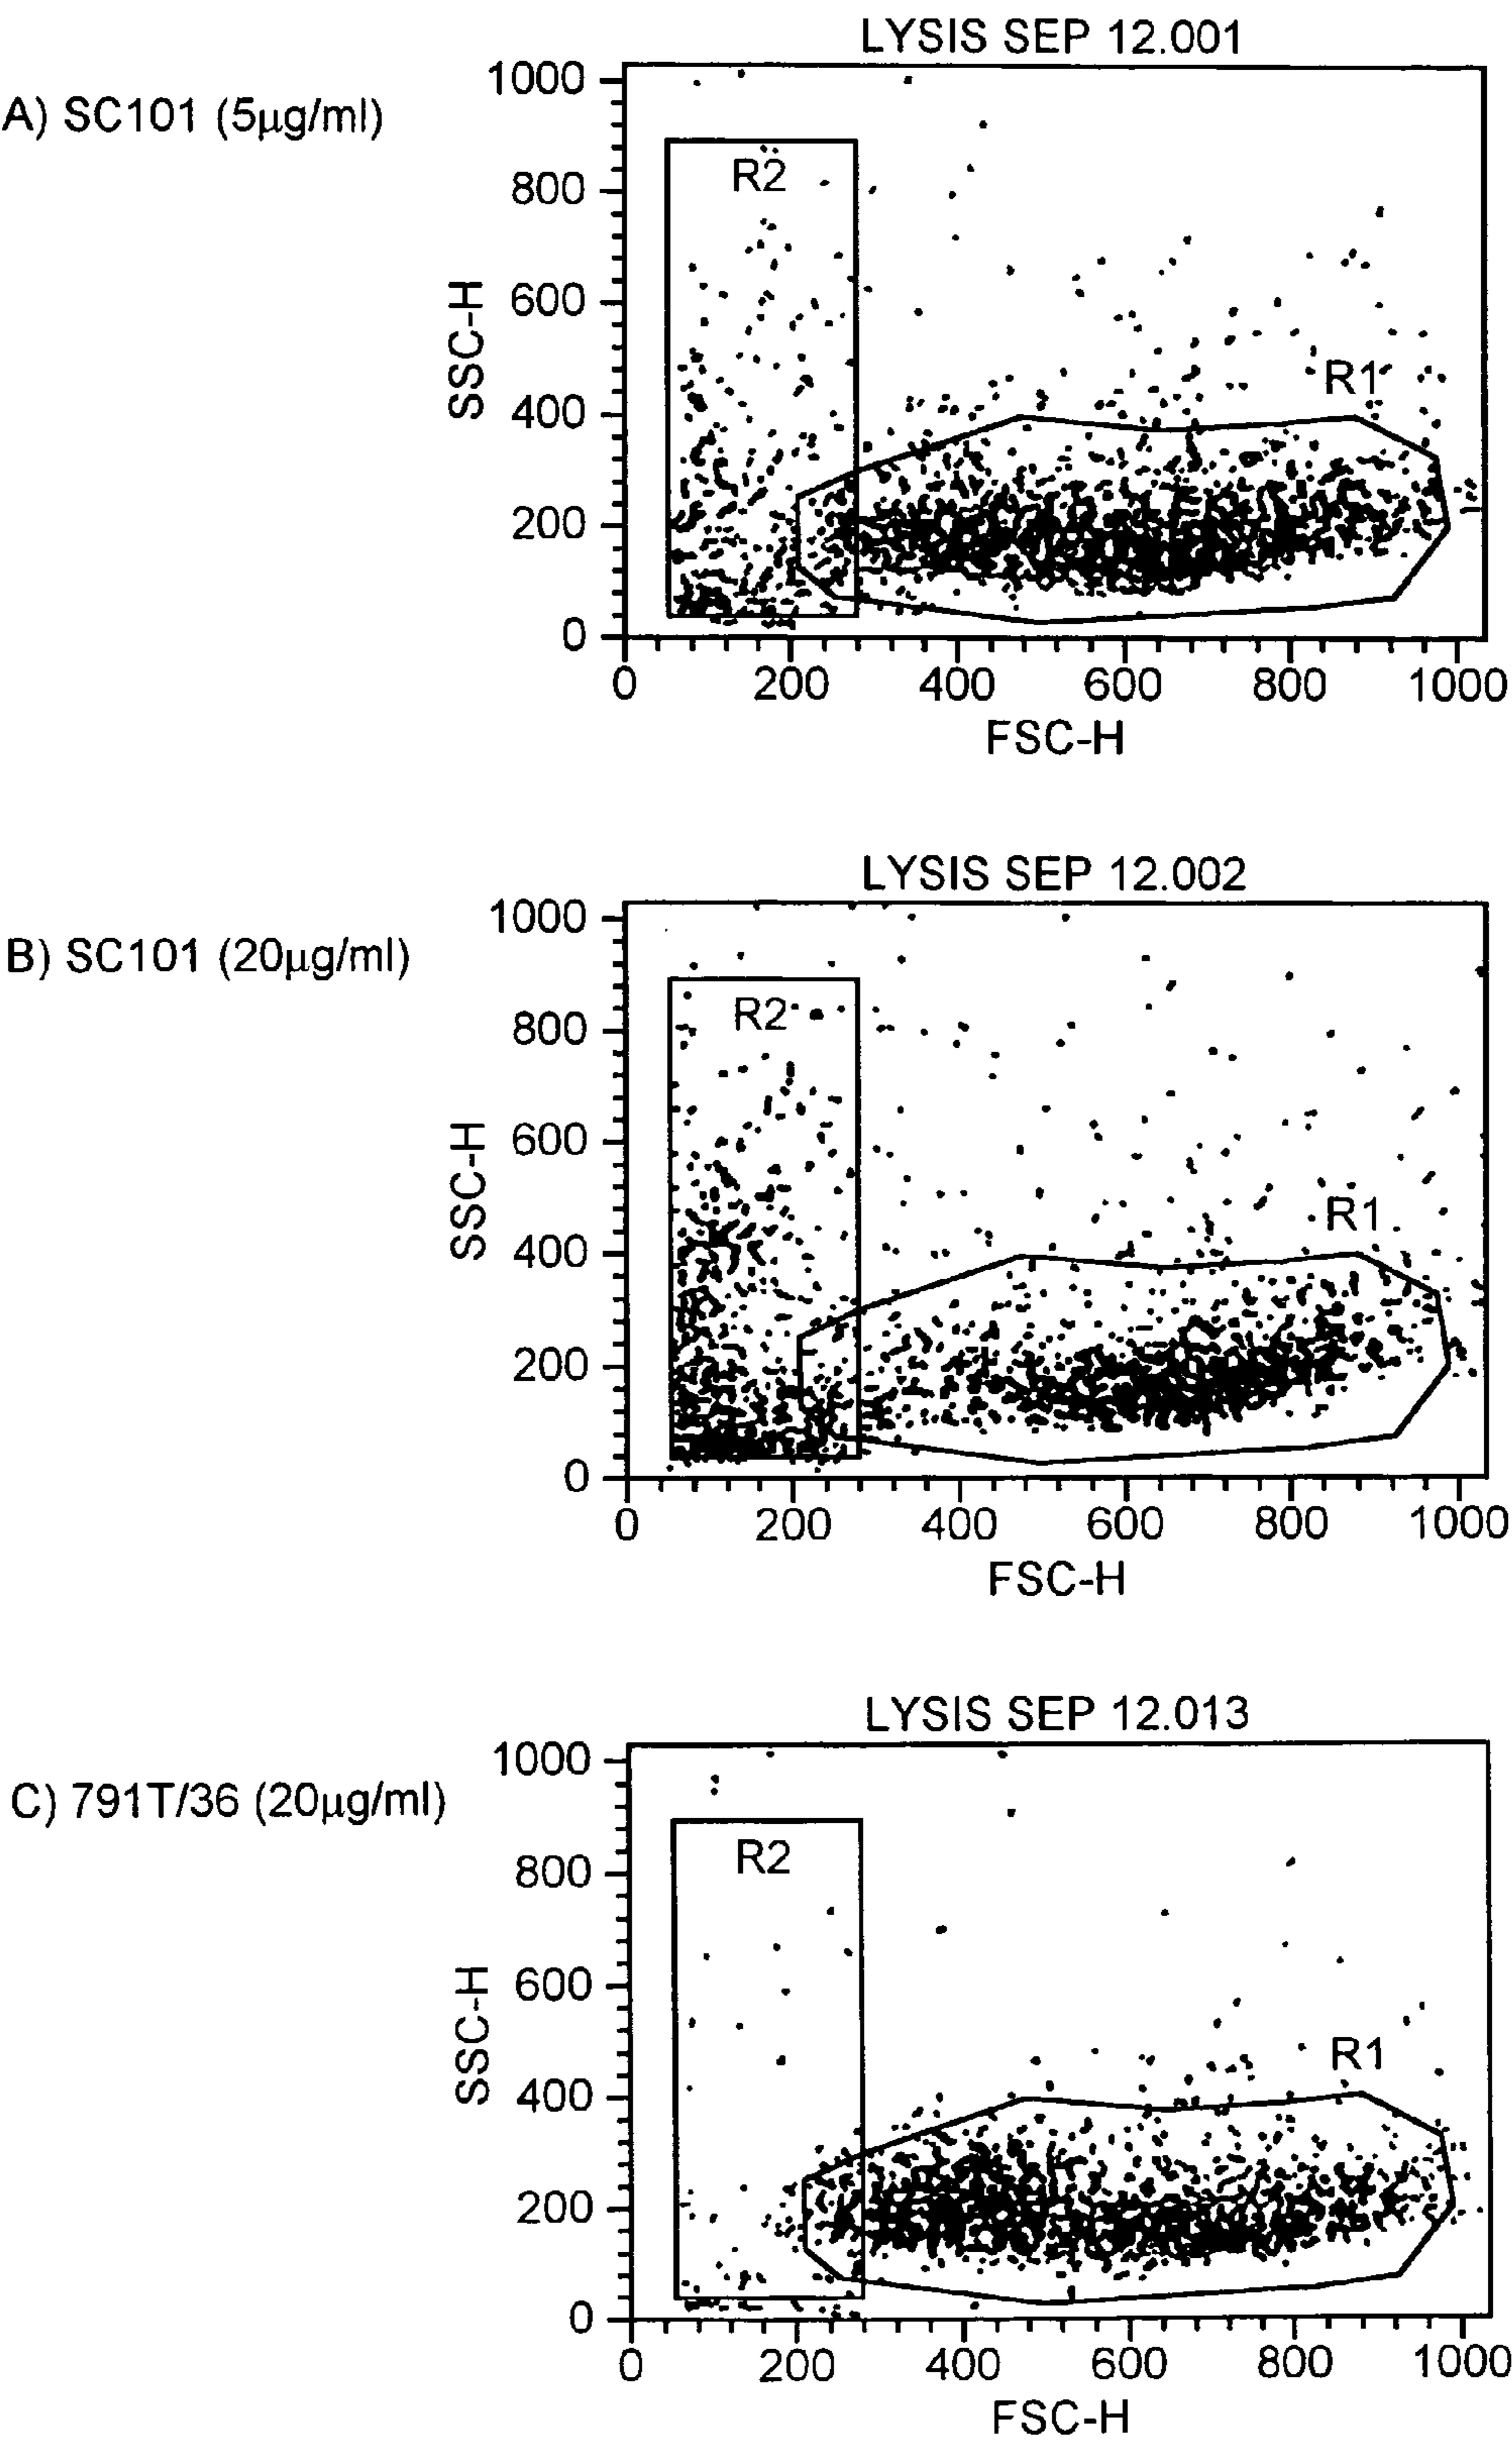 LYSIS SEP 12.001
A) SC101 (5µg/ml)
1000
800
600
400
200
0
SSC-H
R2
R1
0 200 400 600 800 1000
FSC-H
LYSIS SEP 12.002
B) SC101 (20µg/ml)
1000
800
600
400
200
0
SSC-H
R2
R1
0 200 400 600 800 1000
FSC-H
LYSIS SEP 12.013
C) 791T/36 (20µg/ml)
1000
800
600
400
200
0
SSC-H
R2
R1
0 200 400 600 800 1000
FSC-H